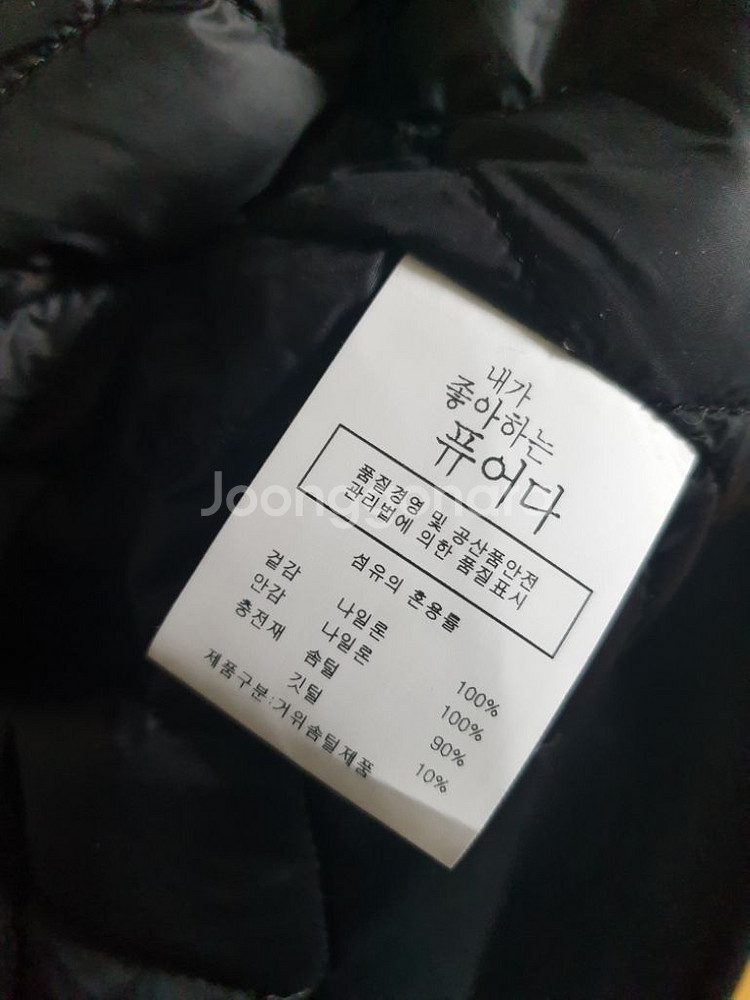 내가
좋아하는
퓨어다
품질경영 및 공산품안전
관리법에 의한 품질표시
섬유의 혼용률
겉감 나일론 100%
안감 나일론 100%
충전재 솜털 90%
깃털 10%
제품구분:거위솜털제품
Joonggonara